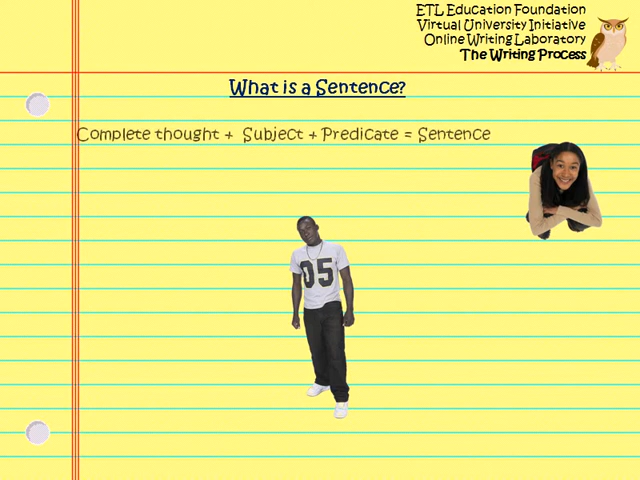 ETL Education Foundation
Virtual University Initiative
Online Writing Laboratory
The Writing Process
What is a Sentence?
Complete thought + Subject + Predicate = Sentence
05